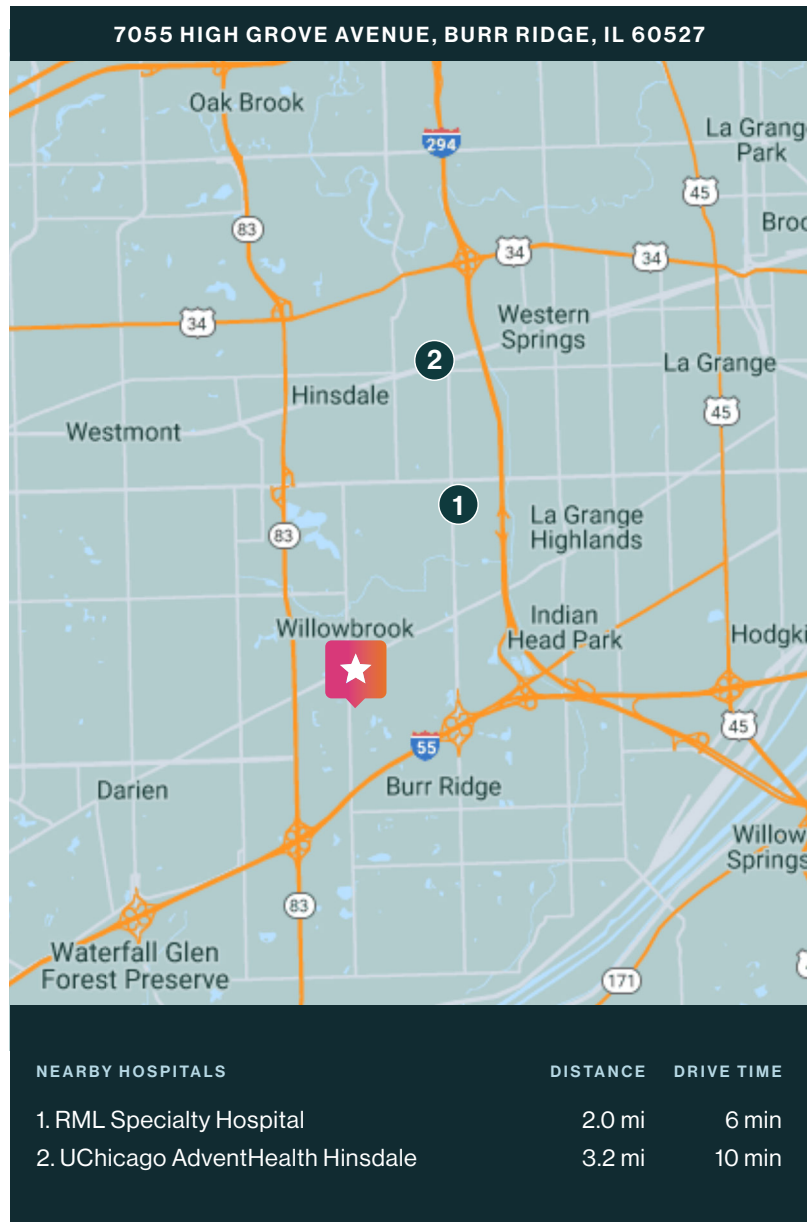 7055 HIGH GROVE AVENUE, BURR RIDGE, IL 60527
Oak Brook
La Grang
Park
294
45
83
Broo
34
34
34
Western
Springs
2
La Grange
Hinsdale
45
Westmont
1
La Grange
Highlands
83
Indian
Head Park
Willowbrook
Hodgki
45
55
Darien
Burr Ridge
Willow
Springs
83
Waterfall Glen
Forest Preserve
171
NEARBY HOSPITALS DISTANCE DRIVE TIME
1. RML Specialty Hospital 2.0 mi 6 min
2. UChicago AdventHealth Hinsdale 3.2 mi 10 min